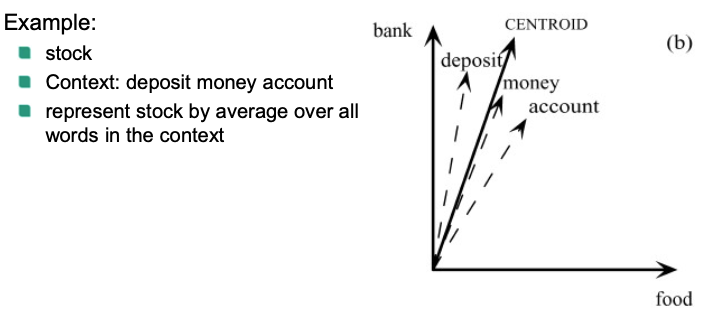 Example:
stock
Context: deposit money account
represent stock by average over all
words in the context
bank
CENTROID
(b)
deposit
money
account
food